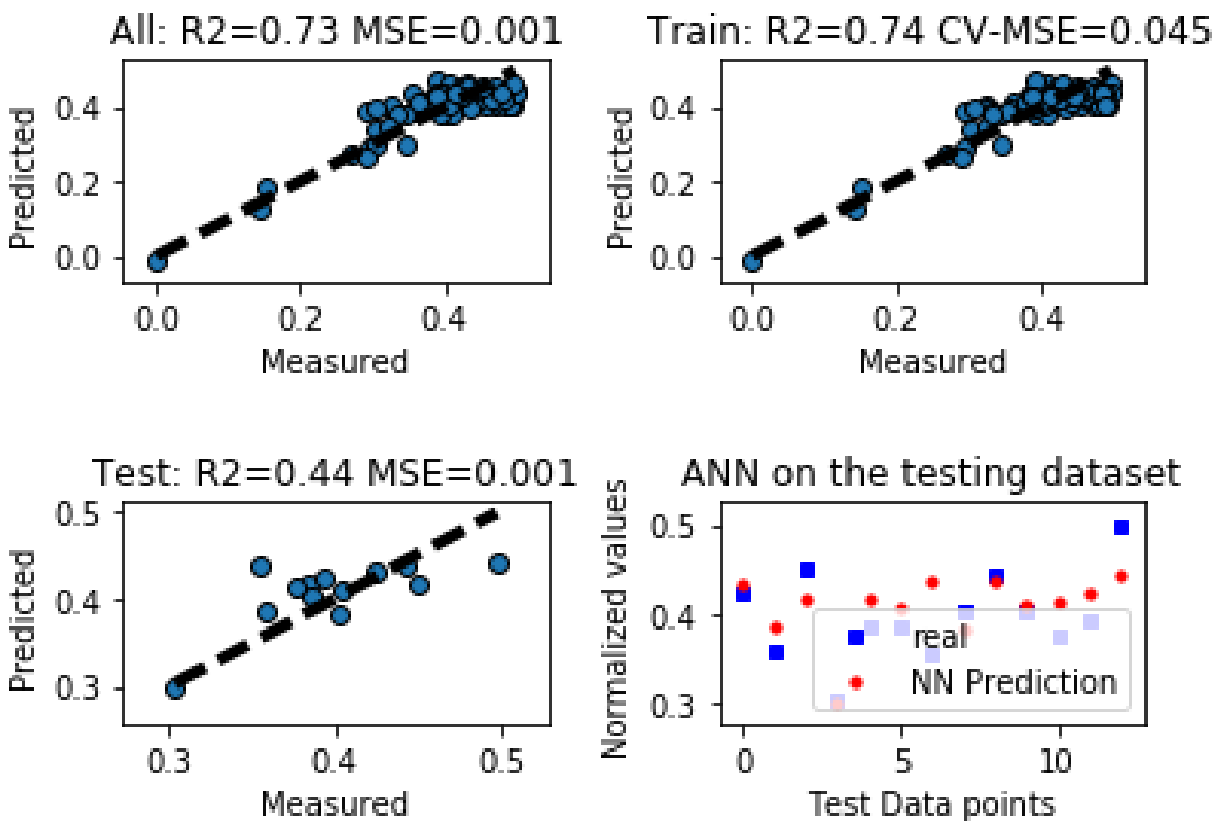 All: R2=0.73 MSE=0.001
Predicted
0.4
0.2
0.0
0.0 0.2 0.4
Measured
Train: R2=0.74 CV-MSE=0.045
Predicted
0.4
0.2
0.0
0.0 0.2 0.4
Measured
Test: R2=0.44 MSE=0.001
Predicted
0.5
0.4
0.3
0.3 0.4 0.5
Measured
ANN on the testing dataset
Normalized values
0.5
0.4
0.3
real
NN Prediction
0 5 10
Test Data points